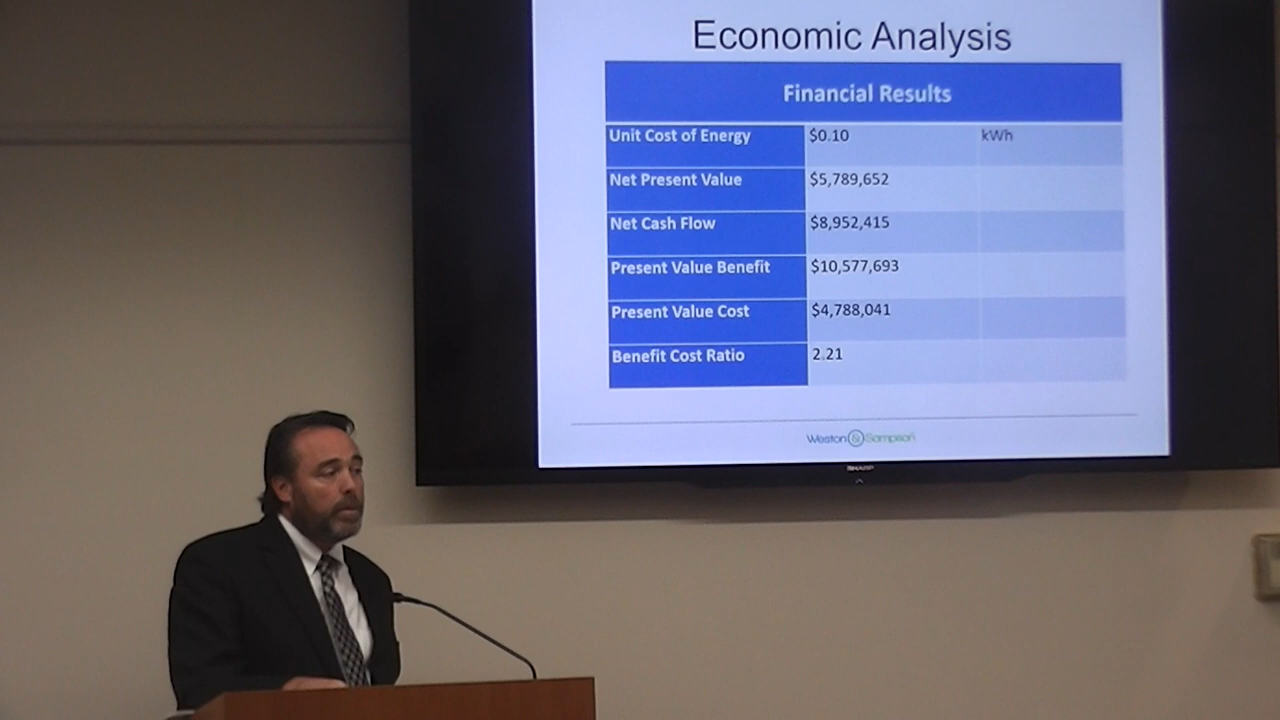 Economic Analysis
Financial Results
Unit Cost of Energy $0.10 kWh
Net Present Value $5,789,652
Net Cash Flow $8,952,415
Present Value Benefit $10,577,693
Present Value Cost $4,788,041
Benefit Cost Ratio 2.21
Weston & Sampson
SHARP